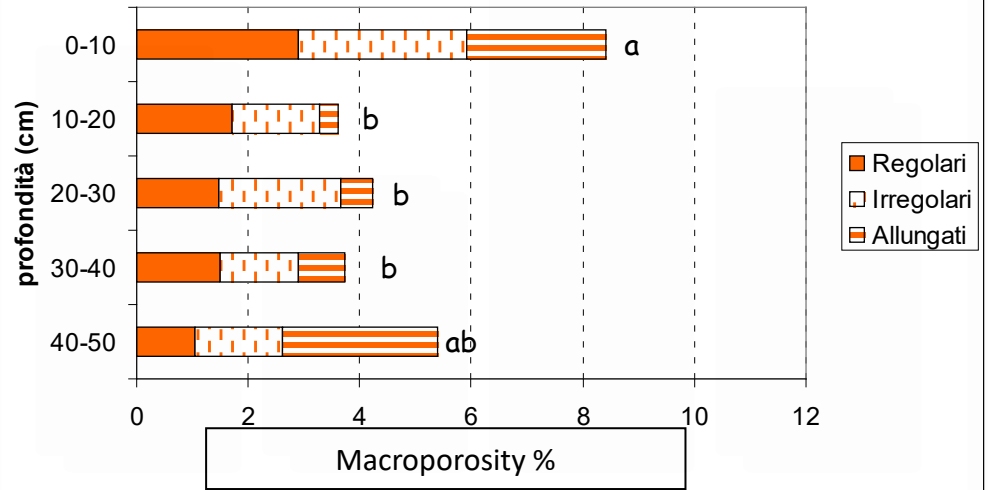 profondità (cm)
0-10
a
10-20
b
20-30
b
30-40
b
40-50
ab
0 2 4 6 8 10 12
Macroporosity %
Regolari
Irregolari
Allungati